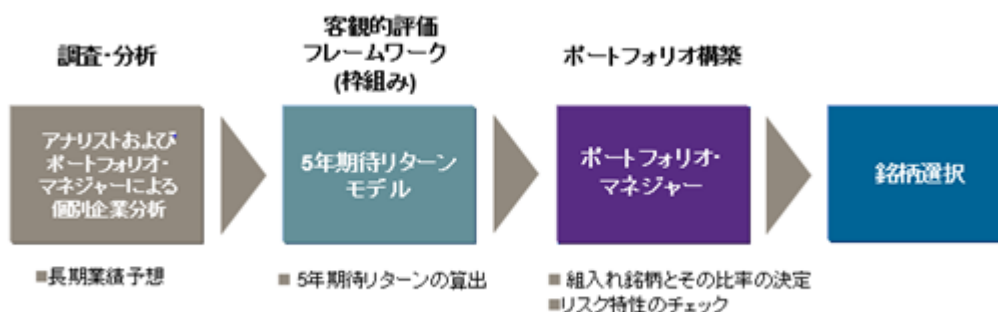 調査・分析
アナリストおよび
ポートフォリオ・
マネジャーによる
個別企業分析
■長期業績予想
客観的評価
フレームワーク
(枠組み)
5年期待リターン
モデル
■ 5年期待リターンの算出
ポートフォリオ構築
ポートフォリオ・
マネジャー
■ 組入れ銘柄とその比率の決定
■リスク特性のチェック
銘柄選択